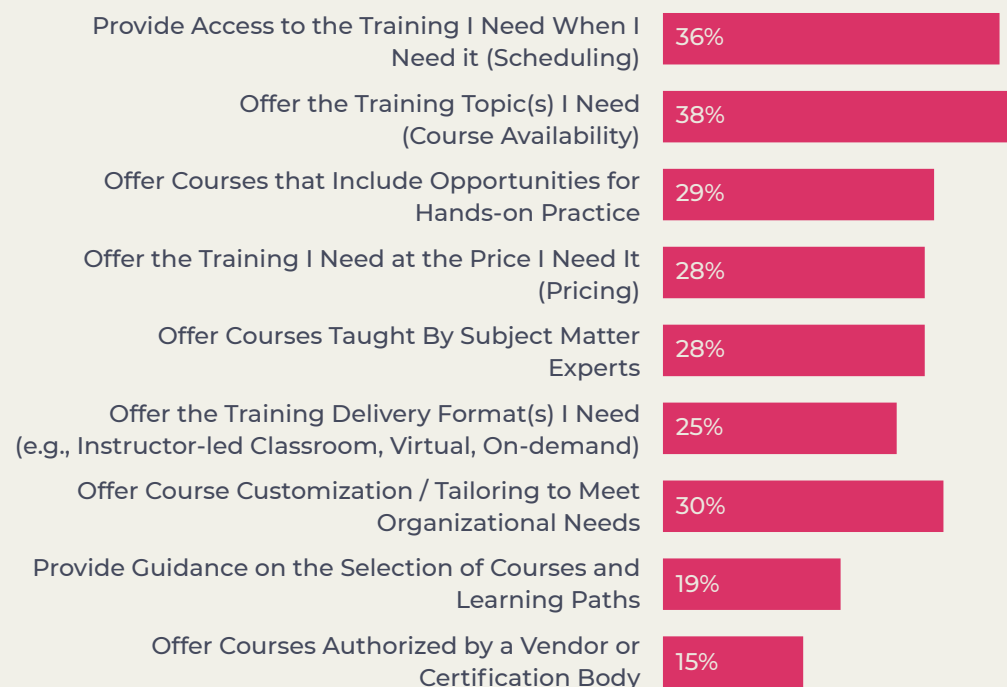 Provide Access to the Training I Need When I
Need it (Scheduling)
36%
Offer the Training Topic(s) I Need
(Course Availability)
38%
Offer Courses that Include Opportunities for
Hands-on Practice
29%
Offer the Training I Need at the Price I Need It
(Pricing)
28%
Offer Courses Taught By Subject Matter
Experts
28%
Offer the Training Delivery Format(s) I Need
(e.g., Instructor-led Classroom, Virtual, On-demand)
25%
Offer Course Customization / Tailoring to Meet
Organizational Needs
30%
Provide Guidance on the Selection of Courses and
Learning Paths
19%
Offer Courses Authorized by a Vendor or
Certification Body
15%